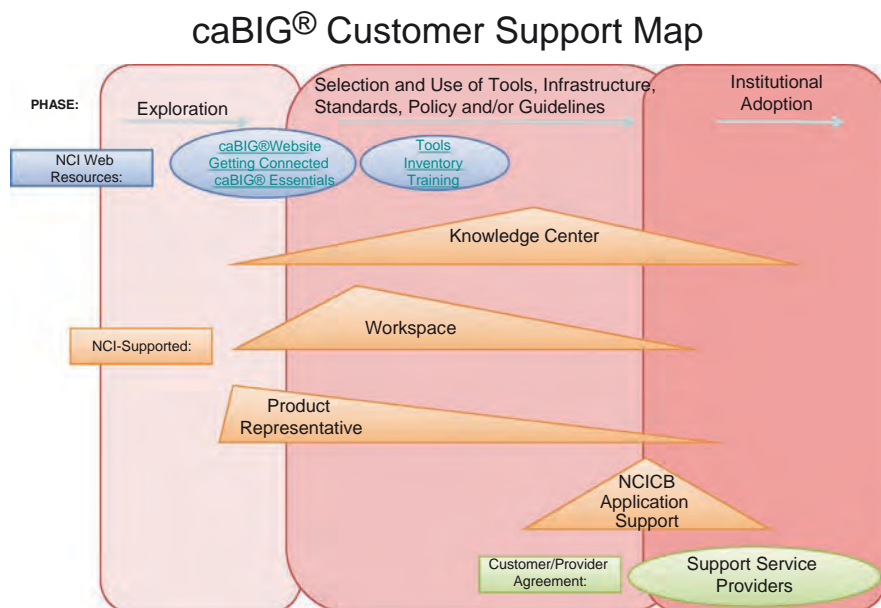 caBIG® Customer Support Map
PHASE:
Exploration
Selection and Use of Tools, Infrastructure,
Standards, Policy and/or Guidelines
Institutional
Adoption
NCI Web
Resources:
caBIG®Website
Getting Connected
caBIG® Essentials
Tools
Inventory
Training
Knowledge Center
NCI-Supported:
Workspace
Product
Representative
NCICB
Application
Support
Customer/Provider
Agreement:
Support Service
Providers